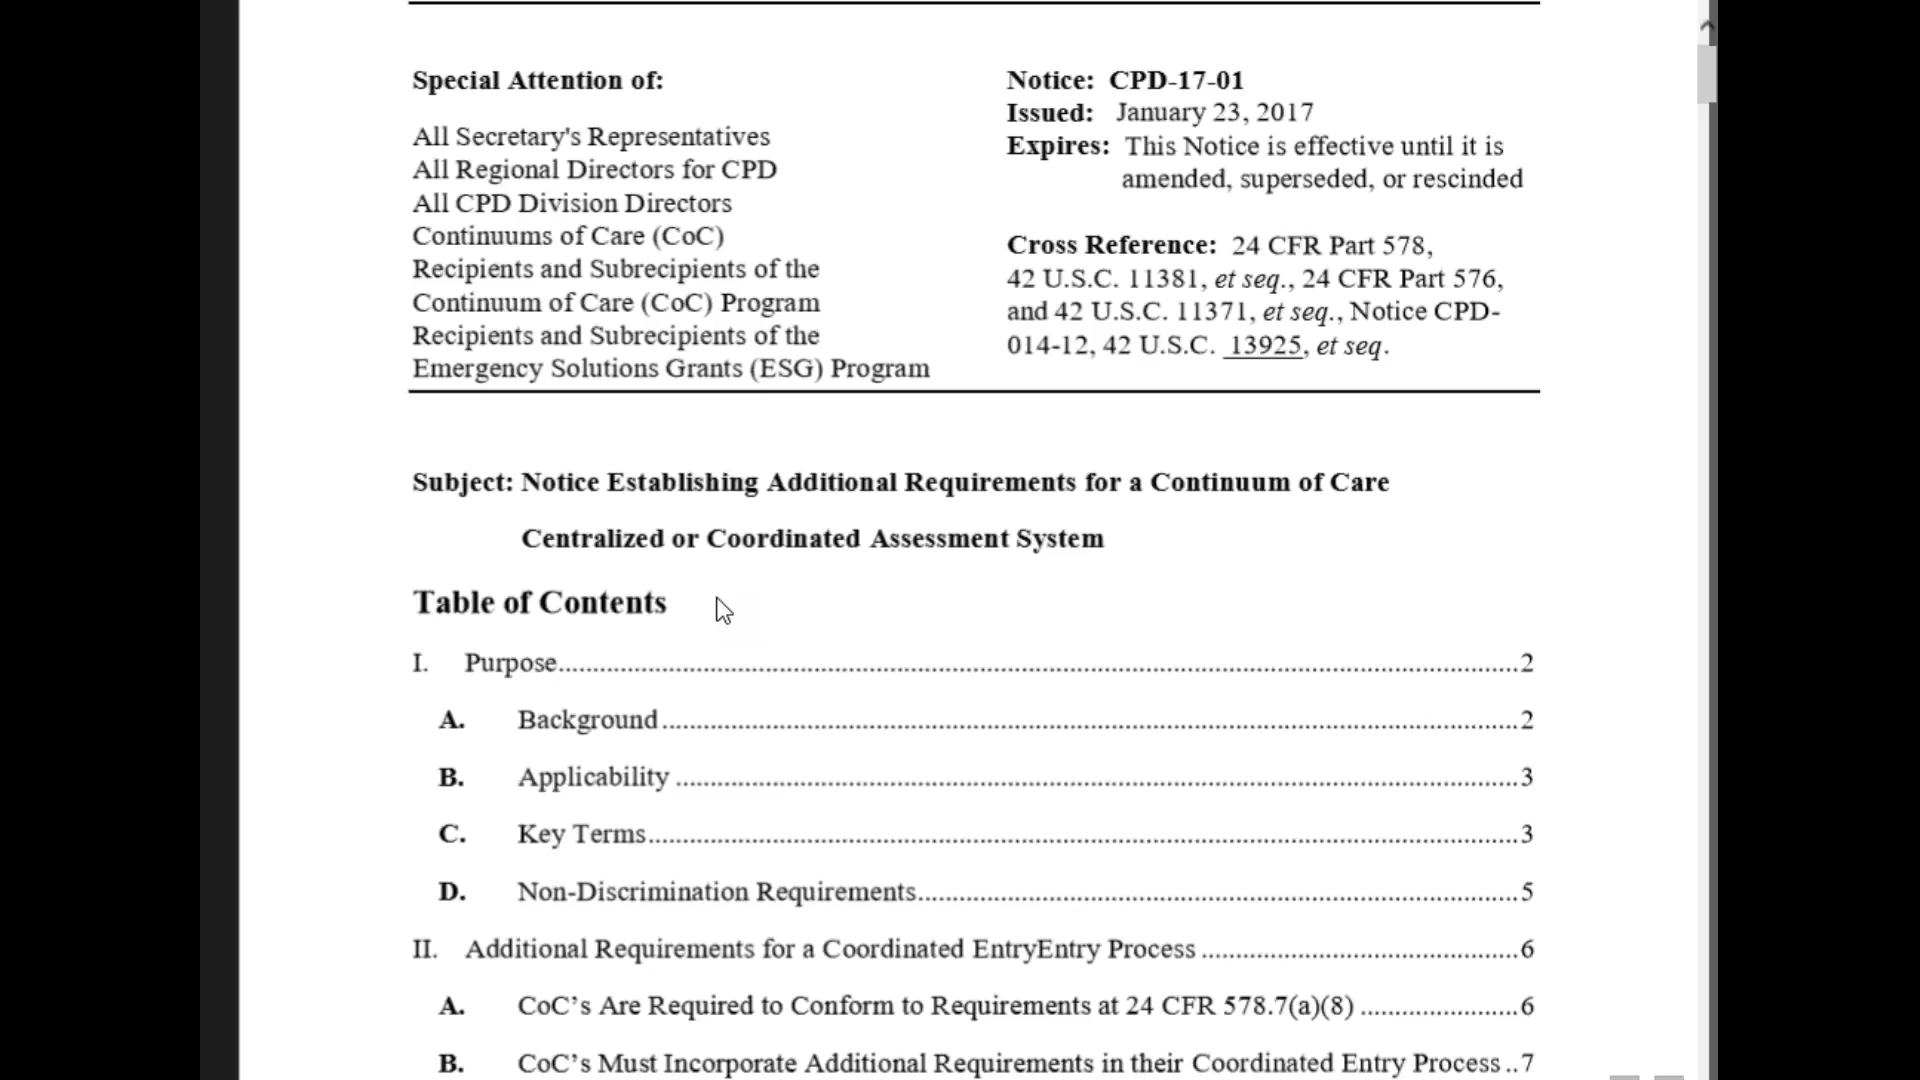 Special Attention of:
All Secretary's Representatives
All Regional Directors for CPD
All CPD Division Directors
Continuums of Care (CoC)
Recipients and Subrecipients of the
Continuum of Care (CoC) Program
Recipients and Subrecipients of the
Emergency Solutions Grants (ESG) Program
Notice: CPD-17-01
Issued: January 23, 2017
Expires: This Notice is effective until it is
amended, superseded, or rescinded
Cross Reference: 24 CFR Part 578,
42 U.S.C. 11381, et seq., 24 CFR Part 576,
and 42 U.S.C. 11371, et seq., Notice CPD-
014-12, 42 U.S.C. 13925, et seq.
Subject: Notice Establishing Additional Requirements for a Continuum of Care
Centralized or Coordinated Assessment System
Table of Contents
I. Purpose....................2
A. Background....................2
B. Applicability....................3
C. Key Terms....................3
D. Non-Discrimination Requirements....................5
II. Additional Requirements for a Coordinated EntryEntry Process....................6
A. CoC’s Are Required to Conform to Requirements at 24 CFR 578.7(a)(8)....................6
B. CoC’s Must Incorporate Additional Requirements in their Coordinated Entry Process..7